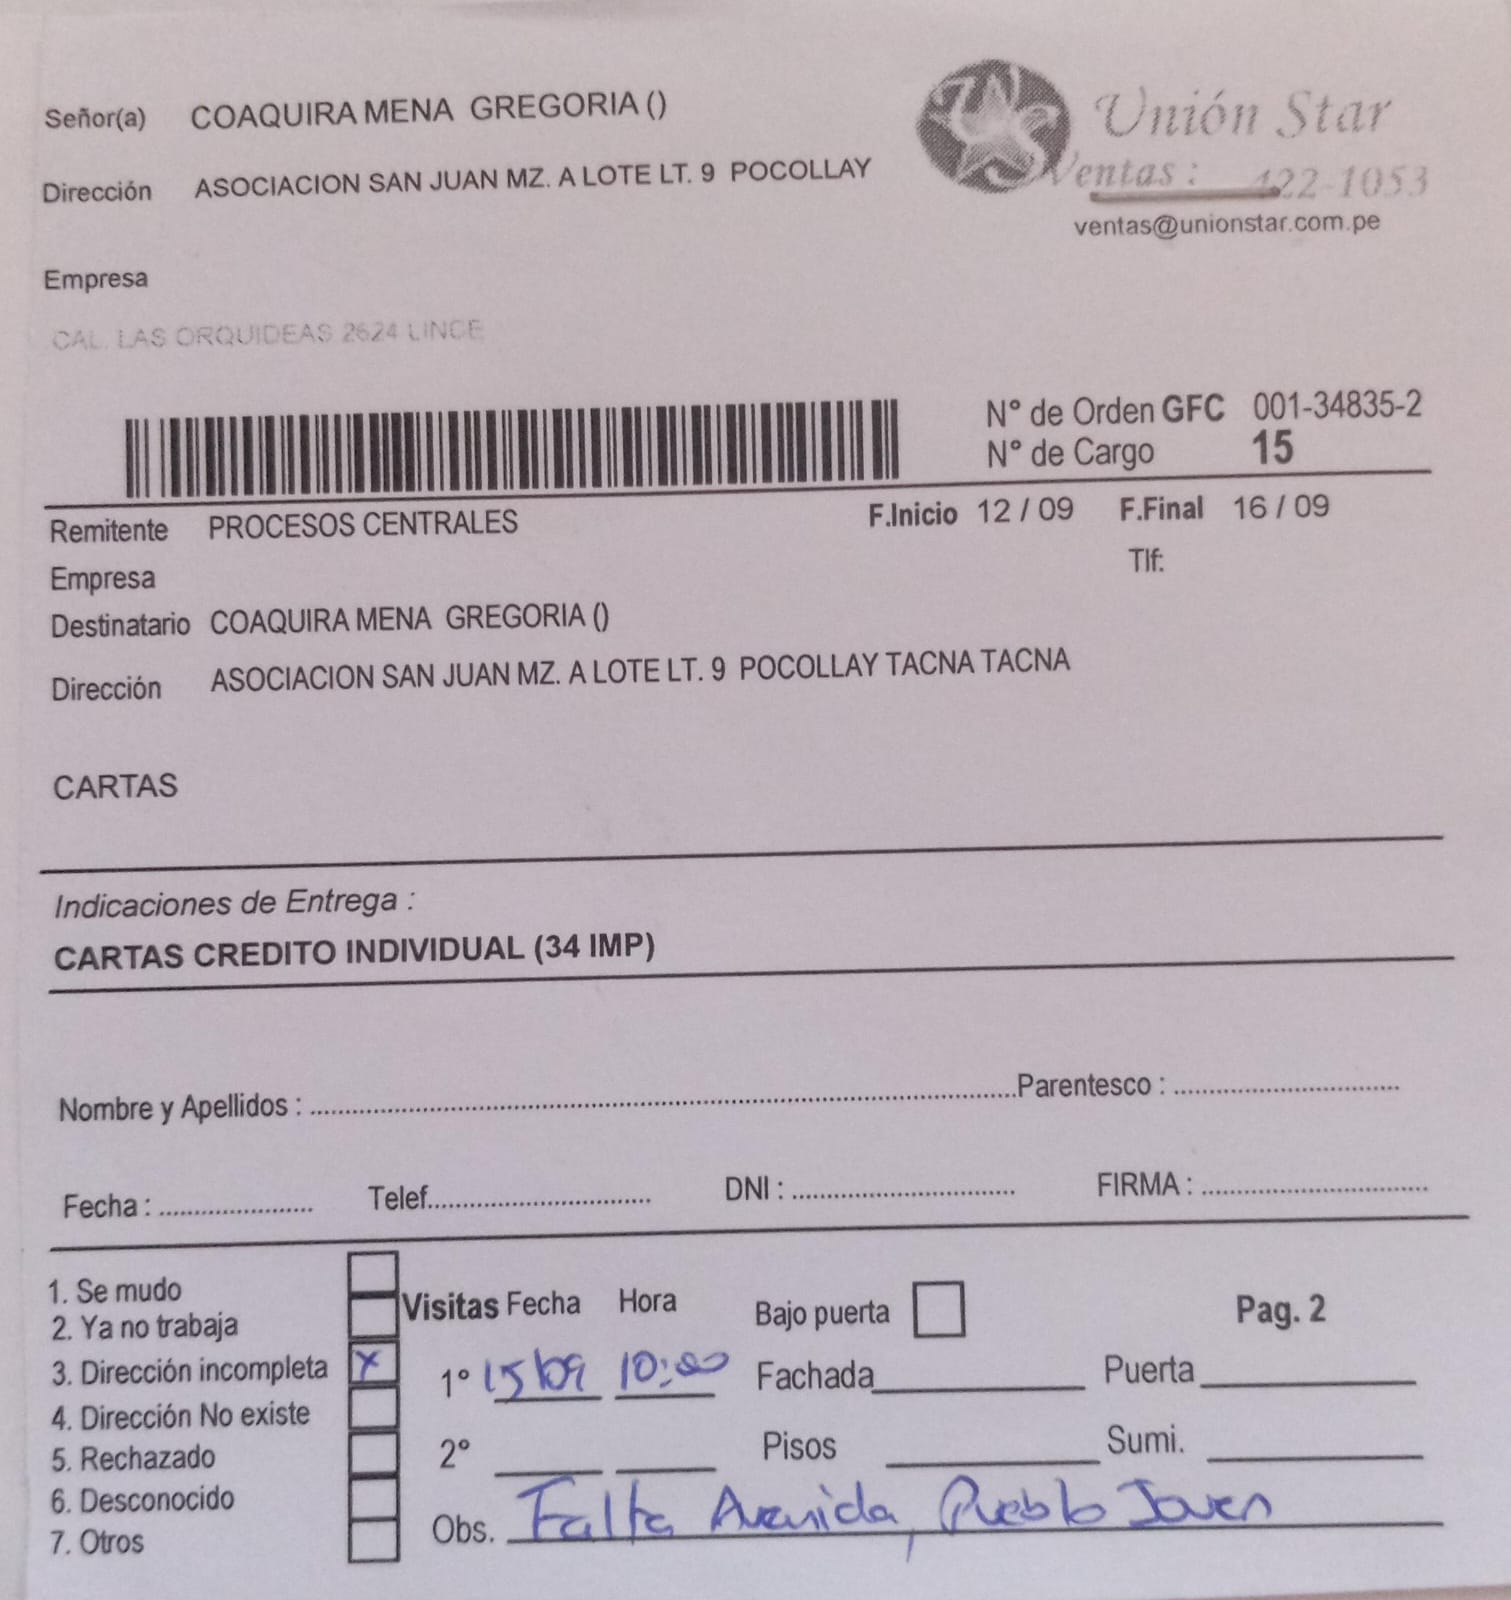 Señor(a) COAQUIRA MENA GREGORIA ()
Unión Star
Dirección ASOCIACION SAN JUAN MZ. A LOTE LT. 9 POCOLLAY
Ventas : 422-1053
ventas@unionstar.com.pe
Empresa
CAL. LAS ORQUIDEAS 2624 LINCE
N° de Orden GFC 001-34835-2
N° de Cargo 15
Remitente PROCESOS CENTRALES F.Inicio 12 / 09 F.Final 16 / 09
Empresa Tlf:
Destinatario COAQUIRA MENA GREGORIA ()
Dirección ASOCIACION SAN JUAN MZ. A LOTE LT. 9 POCOLLAY TACNA TACNA
CARTAS
Indicaciones de Entrega :
CARTAS CREDITO INDIVIDUAL (34 IMP)
Nombre y Apellidos : Parentesco :
Fecha : Telef. DNI : FIRMA :
1. Se mudo
2. Ya no trabaja
3. Dirección incompleta X
4. Dirección No existe
5. Rechazado
6. Desconocido
7. Otros
Visitas Fecha Hora Bajo puerta Pag. 2
1° 15/09 10:00 Fachada Puerta
2° Pisos Sumi.
Obs. Falta Avenida, Pueblo Joven